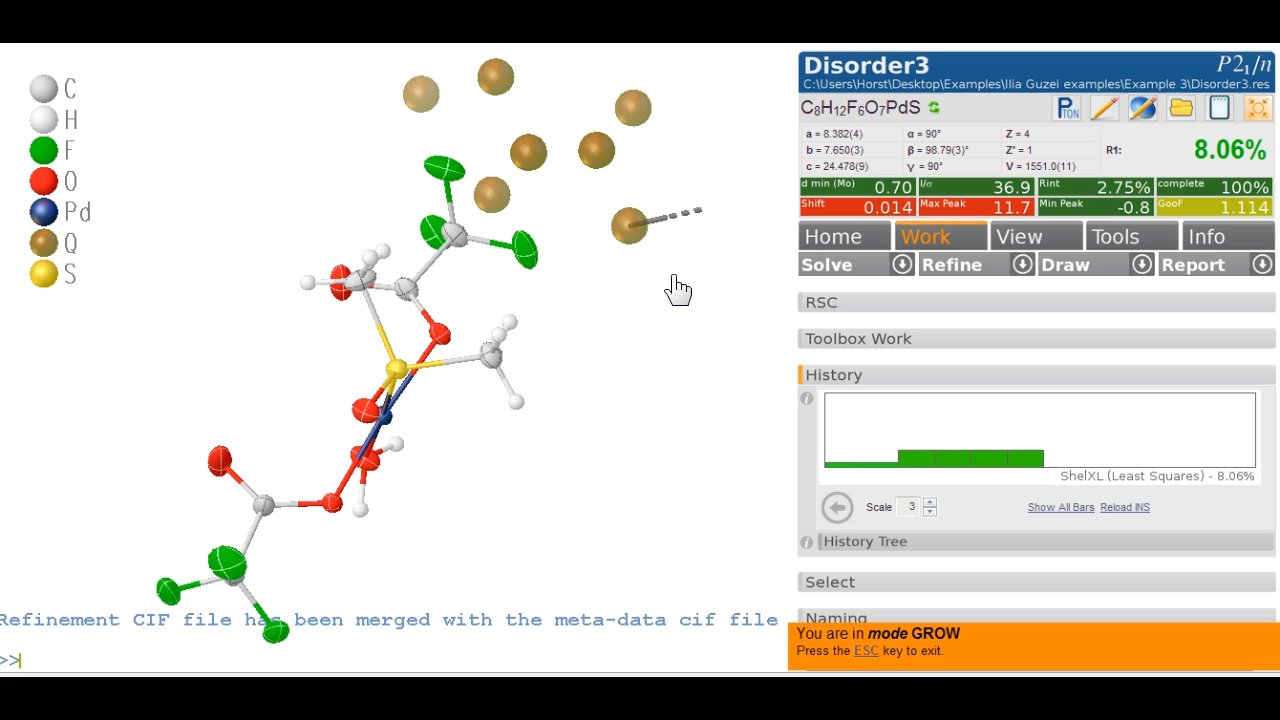 C
H
F
O
Pd
Q
S
Refinement CIF file has been merged with the meta-data cif file
>>
Disorder3 P2₁/n
C:\Users\Horst\Desktop\Examples\Ilia Guzei examples\Example 3\Disorder3.res
C₈H₁₂F₆O₇PdS
PTON
a = 8.382(4) α = 90° Z = 4
b = 7.650(3) β = 98.79(3)° Z' = 1 R1: 8.06%
c = 24.478(9) γ = 90° V = 1551.0(11)
d min (Mo) 0.70 I/σ 36.9 Rint 2.75% complete 100%
Shift 0.014 Max Peak 11.7 Min Peak -0.8 GooF 1.114
Home Work View Tools Info
Solve Refine Draw Report
RSC
Toolbox Work
History
ShelXL (Least Squares) - 8.06%
Scale 3 Show All Bars Reload INS
History Tree
Select
Naming
You are in mode GROW
Press the ESC key to exit.